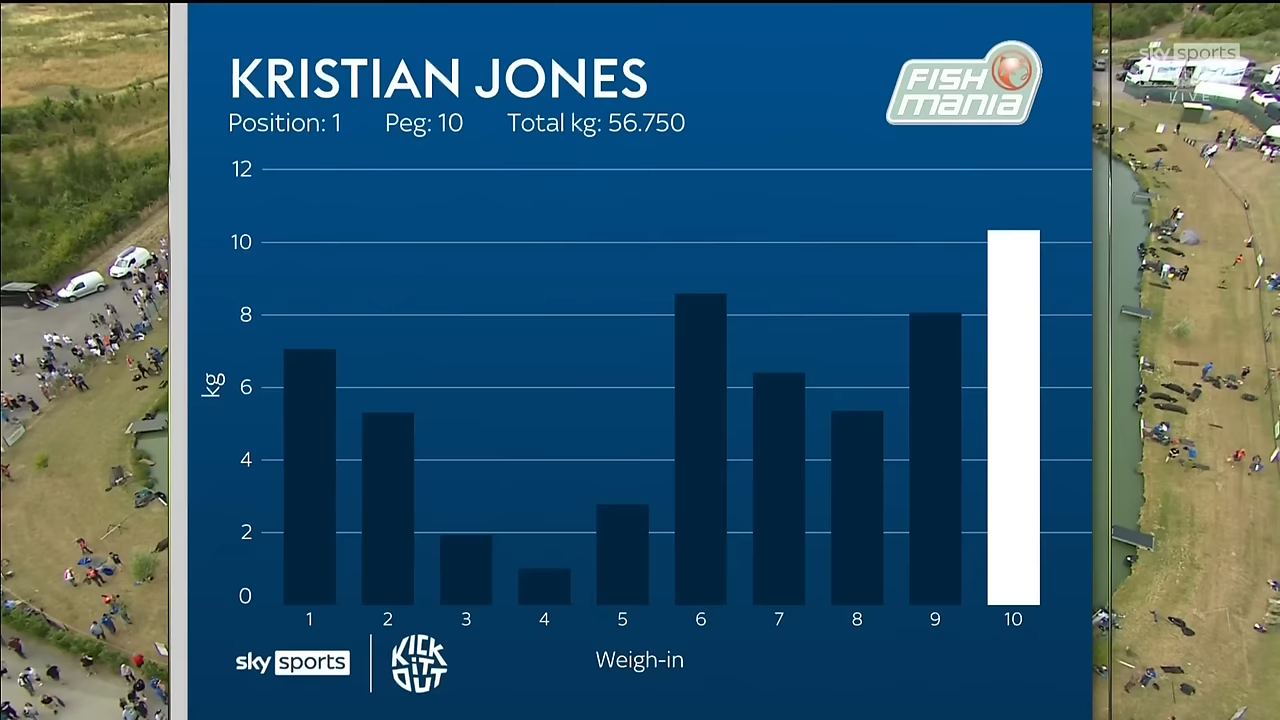 KRISTIAN JONES
Position: 1 Peg: 10 Total kg: 56.750
FISH
mania
sky sports
LIVE
12
10
8
6
4
2
0
kg
1 2 3 4 5 6 7 8 9 10
Weigh-in
sky sports
KICK
IT
OUT